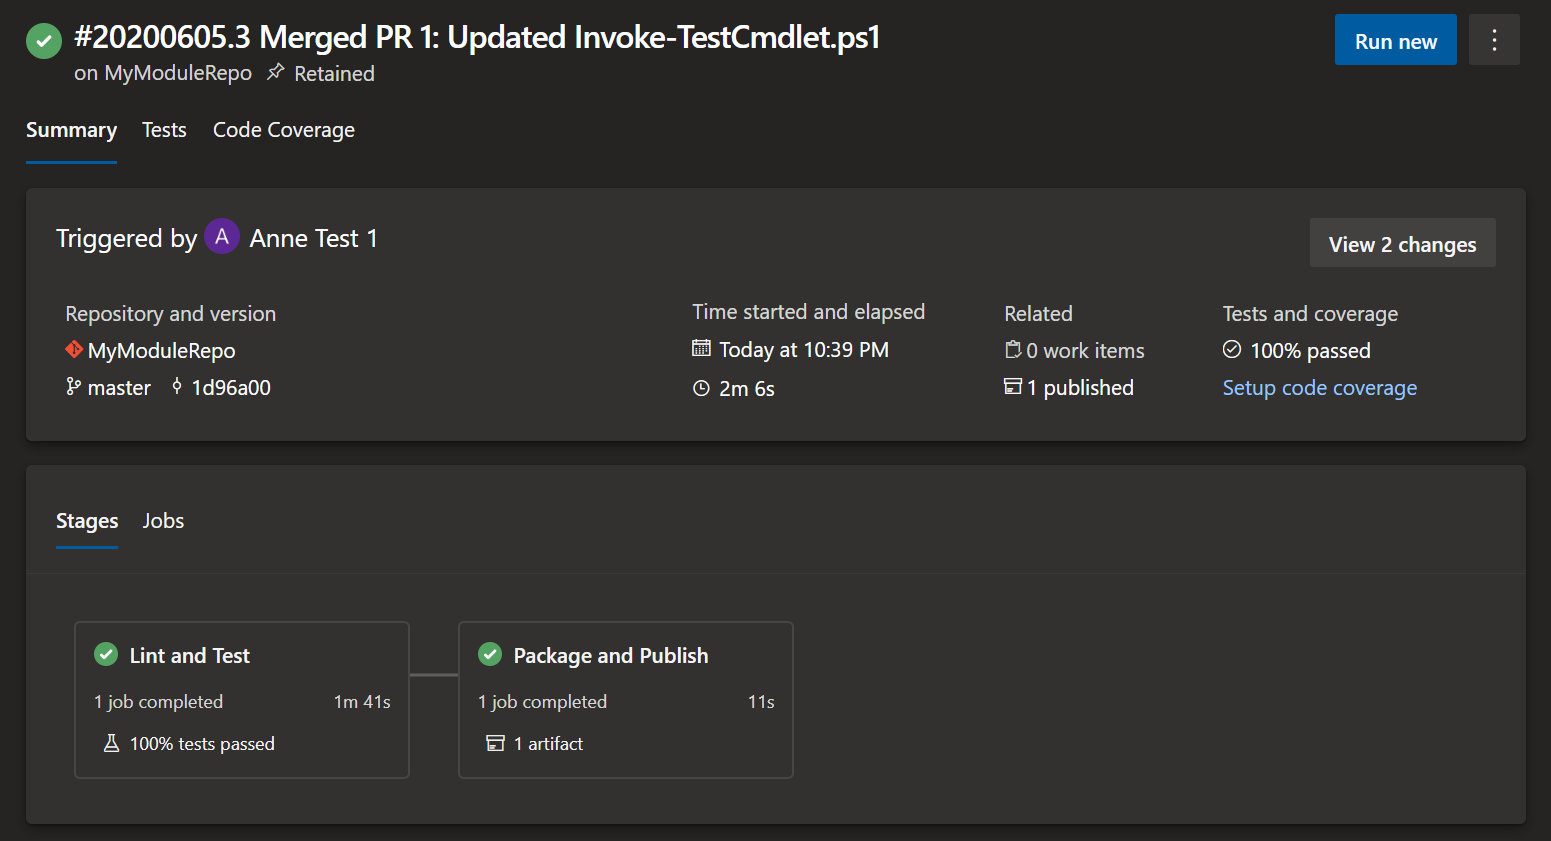 #20200605.3 Merged PR 1: Updated Invoke-TestCmdlet.ps1
on MyModuleRepo Retained
Run new
Summary Tests Code Coverage
Triggered by A Anne Test 1
View 2 changes
Repository and version
MyModuleRepo
master 1d96a00
Time started and elapsed
Today at 10:39 PM
2m 6s
Related
0 work items
1 published
Tests and coverage
100% passed
Setup code coverage
Stages Jobs
Lint and Test
1 job completed 1m 41s
100% tests passed
Package and Publish
1 job completed 11s
1 artifact